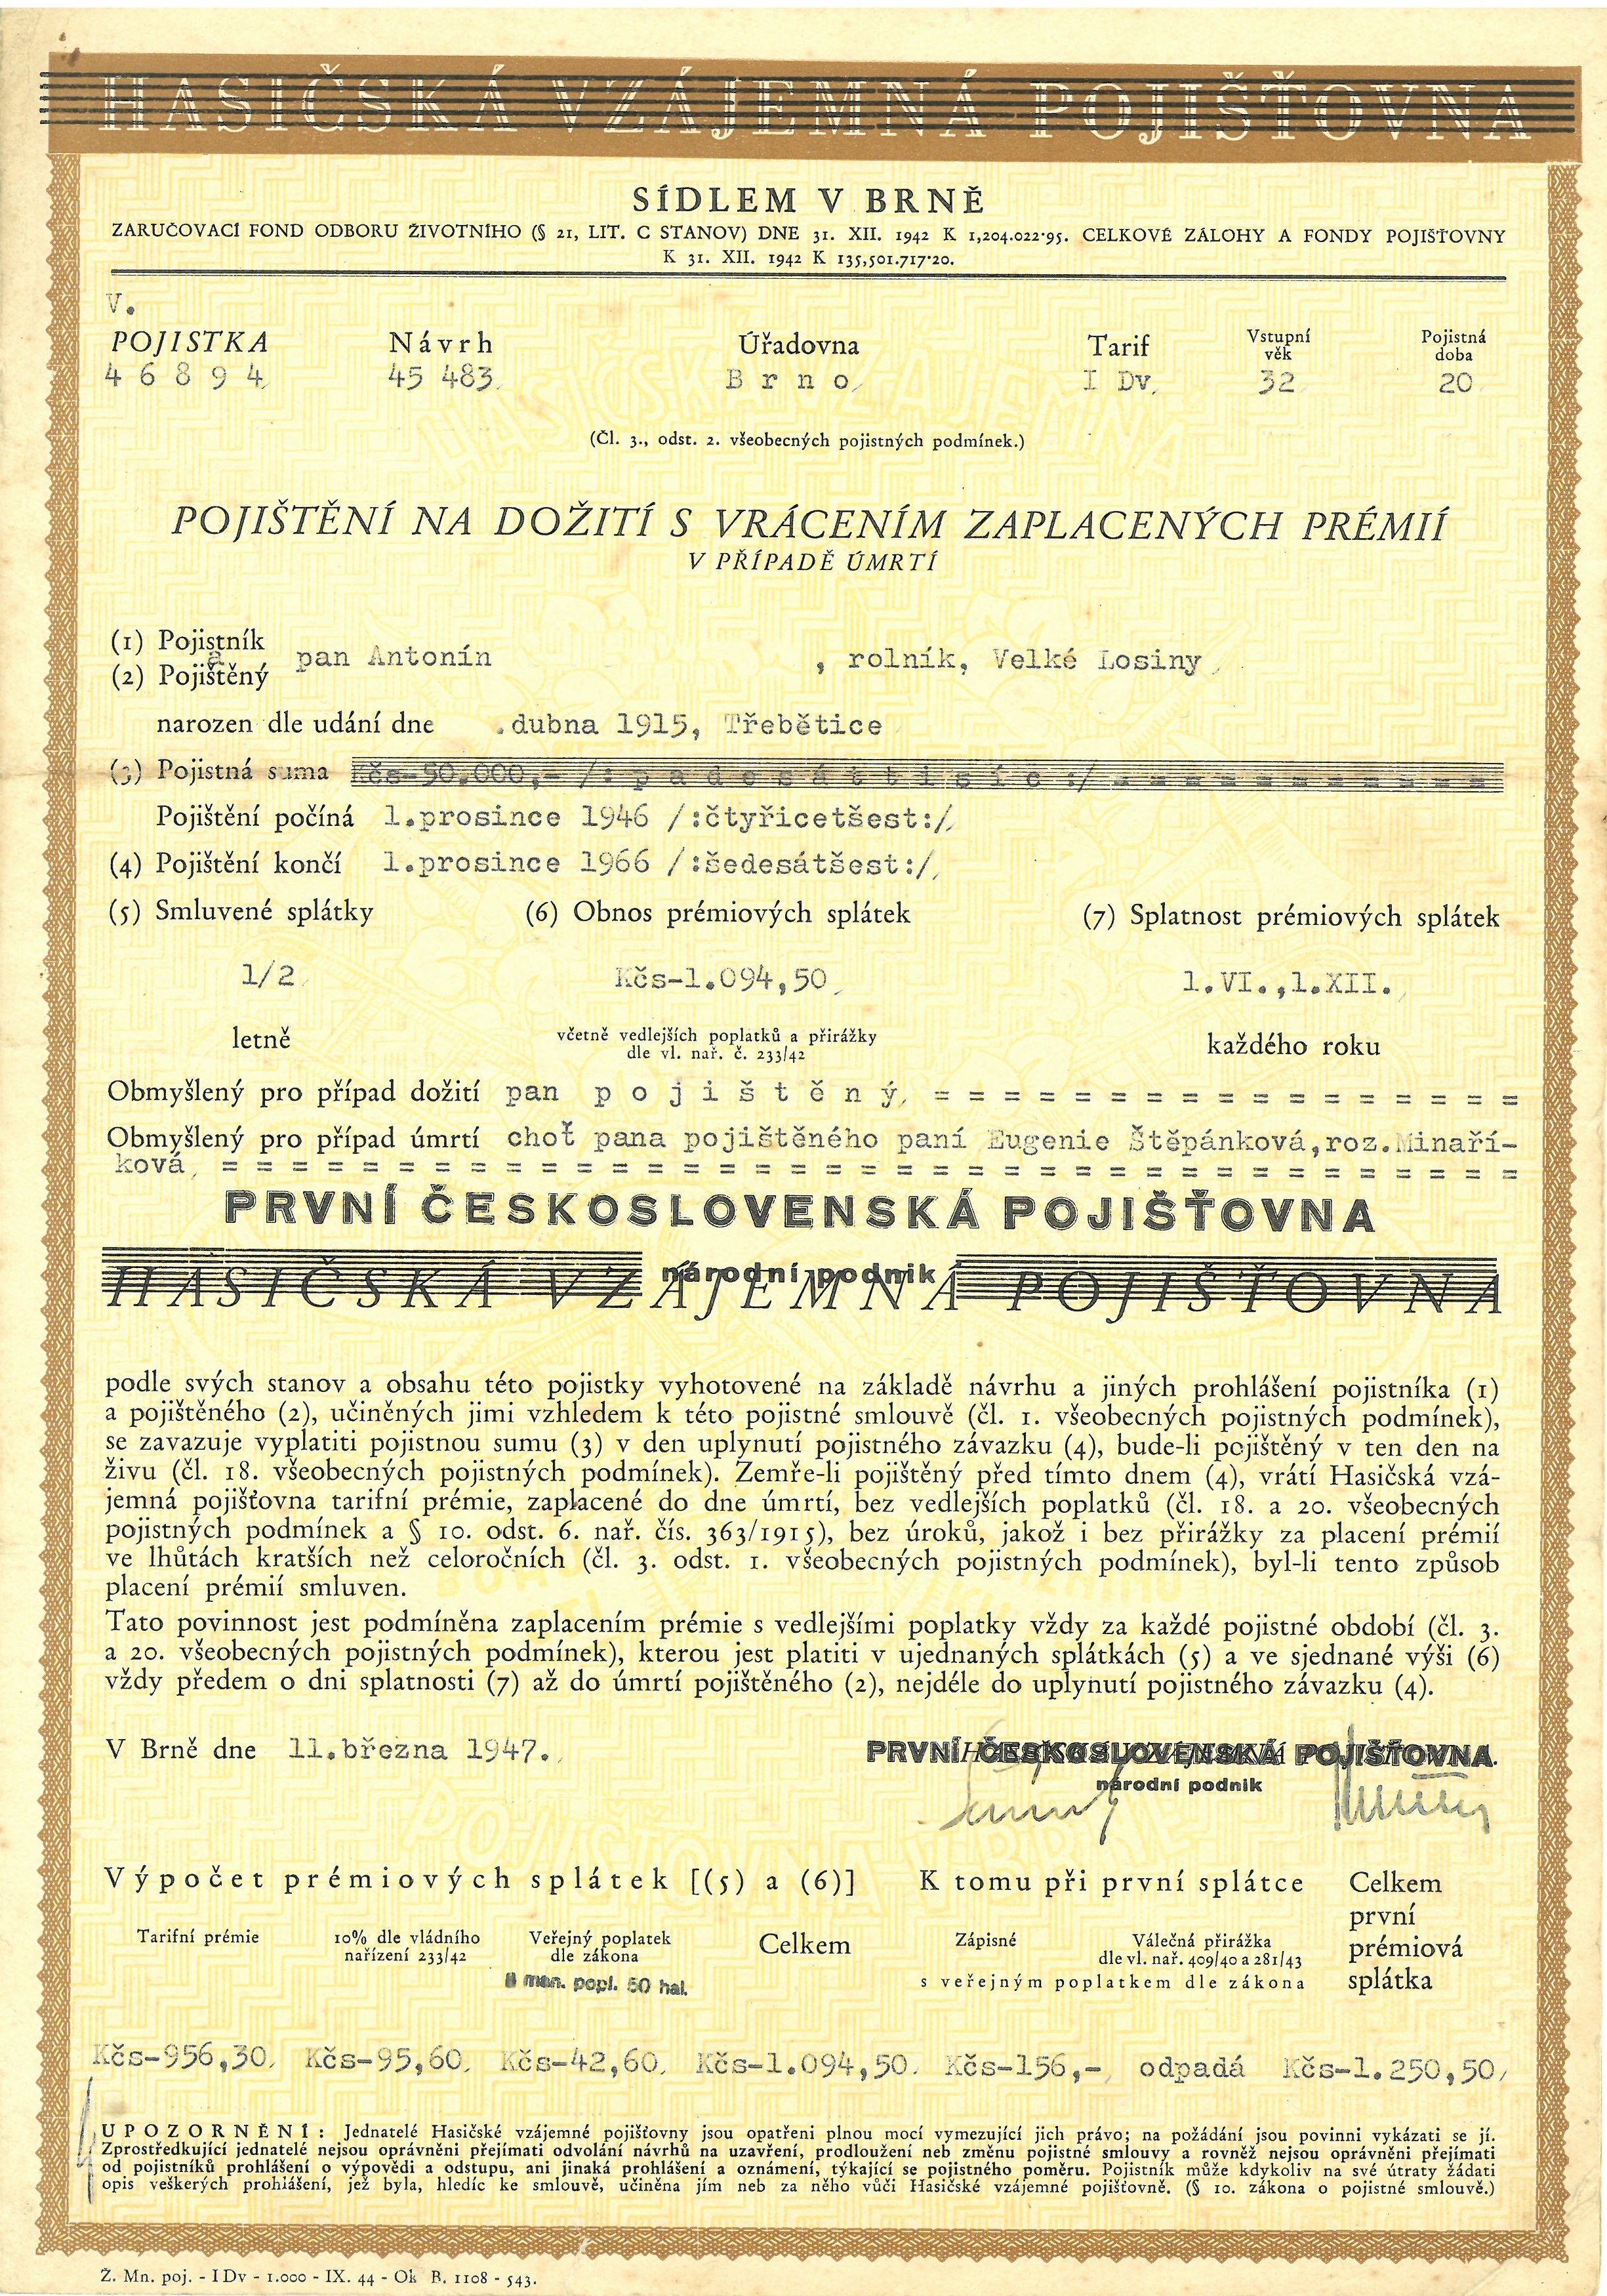 HASIČSKÁ VZÁJEMNÁ POJIŠŤOVNA
SÍDLEM V BRNĚ
ZARUČOVACÍ FOND ODBORU ŽIVOTNÍHO (§ 21, LIT. C STANOV) DNE 31. XII. 1942 K 1,204.022·95. CELKOVÉ ZÁLOHY A FONDY POJIŠŤOVNY
K 31. XII. 1942 K 135,501.717·20.
V.
POJISTKA Návrh Úřadovna Tarif Vstupní věk Pojistná doba
4 6 8 9 4 45 483 B r n o I Dv. 32 20
(Čl. 3., odst. 2. všeobecných pojistných podmínek.)
POJIŠTĚNÍ NA DOŽITÍ S VRÁCENÍM ZAPLACENÝCH PRÉMIÍ
V PŘÍPADĚ ÚMRTÍ
(1) Pojistník
a pan Antonín , rolník, Velké Losiny
(2) Pojištěný
narozen dle udání dne .dubna 1915, Třebětice
(3) Pojistná suma Kčs-50.000,- /: p a d e s á t t i s í c :/ = = = = = = = = = = =
Pojištění počíná 1.prosince 1946 /:čtyřicetšest:/
(4) Pojištění končí 1.prosince 1966 /:šedesátšest:/
(5) Smluvené splátky (6) Obnos prémiových splátek (7) Splatnost prémiových splátek
1/2 Kčs-1.094,50 1.VI.,1.XII.
letně včetně vedlejších poplatků a přirážky každého roku
dle vl. nař. č. 233/42
Obmyšlený pro případ dožití pan p o j i š t ě n ý, = = = = = = = = = = = = = = = = =
Obmyšlený pro případ úmrtí choť pana pojištěného paní Eugenie Štěpánková,roz.Minaří-
ková, = = = = = = = = = = = = = = = = = = = = = = = = = = = = = = = = = = = = =
PRVNÍ ČESKOSLOVENSKÁ POJIŠŤOVNA
národní podnik
HASIČSKÁ VZÁJEMNÁ POJIŠŤOVNA
podle svých stanov a obsahu této pojistky vyhotovené na základě návrhu a jiných prohlášení pojistníka (1)
a pojištěného (2), učiněných jimi vzhledem k této pojistné smlouvě (čl. 1. všeobecných pojistných podmínek),
se zavazuje vyplatiti pojistnou sumu (3) v den uplynutí pojistného závazku (4), bude-li pojištěný v ten den na
živu (čl. 18. všeobecných pojistných podmínek). Zemře-li pojištěný před tímto dnem (4), vrátí Hasičská vzá-
jemná pojišťovna tarifní prémie, zaplacené do dne úmrtí, bez vedlejších poplatků (čl. 18. a 20. všeobecných
pojistných podmínek a § 10. odst. 6. nař. čís. 363/1915), bez úroků, jakož i bez přirážky za placení prémií
ve lhůtách kratších než celoročních (čl. 3. odst. 1. všeobecných pojistných podmínek), byl-li tento způsob
placení prémií smluven.
Tato povinnost jest podmíněna zaplacením prémie s vedlejšími poplatky vždy za každé pojistné období (čl. 3.
a 20. všeobecných pojistných podmínek), kterou jest platiti v ujednaných splátkách (5) a ve sjednané výši (6)
vždy předem o dni splatnosti (7) až do úmrtí pojištěného (2), nejdéle do uplynutí pojistného závazku (4).
V Brně dne 11.března 1947.
PRVNÍ ČESKOSLOVENSKÁ POJIŠŤOVNA
národní podnik
Výpočet prémiových splátek [(5) a (6)] K tomu při první splátce Celkem
první
prémiová
splátka
Tarifní prémie 10% dle vládního Veřejný poplatek Celkem Zápisné Válečná přirážka
nařízení 233/42 dle zákona dle vl. nař. 409/40 a 281/43
man. popl. 50 hal. s veřejným poplatkem dle zákona
Kčs-956,30 Kčs-95,60 Kčs-42,60 Kčs-1.094,50 Kčs-156,- odpadá Kčs-1.250,50
UPOZORNĚNÍ: Jednatelé Hasičské vzájemné pojišťovny jsou opatřeni plnou mocí vymezující jich právo; na požádání jsou povinni vykázati se jí.
Zprostředkující jednatelé nejsou oprávněni přejímati odvolání návrhů na uzavření, prodloužení neb změnu pojistné smlouvy a rovněž nejsou oprávněni přejímati
od pojistníků prohlášení o výpovědi a odstupu, ani jinaká prohlášení a oznámení, týkající se pojistného poměru. Pojistník může kdykoliv na své útraty žádati
opis veškerých prohlášení, jež byla, hledíc ke smlouvě, učiněna jím neb za něho vůči Hasičské vzájemné pojišťovně. (§ 10. zákona o pojistné smlouvě.)
Ž. Mn. poj. - I Dv - 1.000 - IX. 44 - Ok B. 1108 - 543.